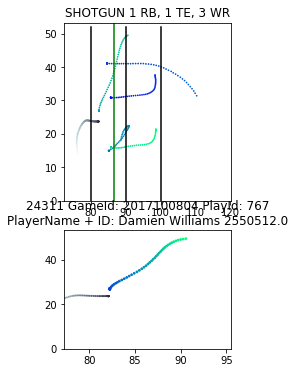 SHOTGUN 1 RB, 1 TE, 3 WR
50
40
30
20
10
0
80 90 100 110 120
24311 GameId: 2017100804 PlayId: 767
PlayerName + ID: Damien Williams 2550512.0
40
20
0
80 85 90 95